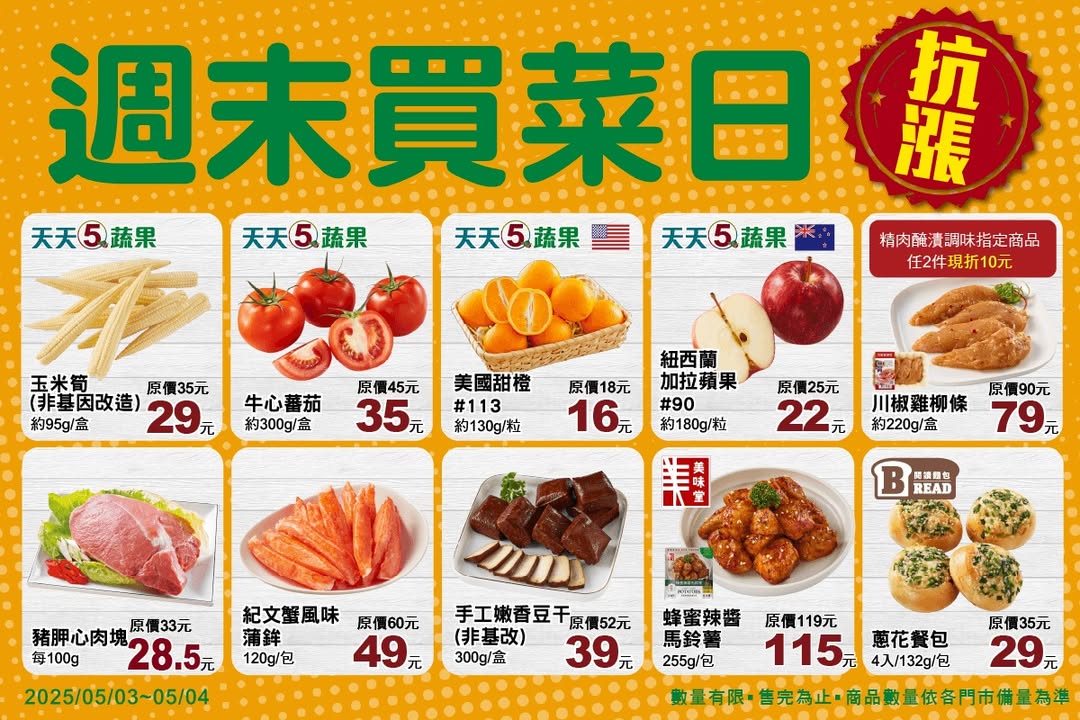 週末買菜日
抗漲
天天5蔬果
玉米筍
(非基因改造)
約95g/盒
原價35元
29元
天天5蔬果
牛心蕃茄
約300g/盒
原價45元
35元
天天5蔬果
美國甜橙
#113
約130g/粒
原價18元
16元
天天5蔬果
紐西蘭
加拉蘋果
#90
約180g/粒
原價25元
22元
精肉醃漬調味指定商品
任2件現折10元
川椒雞柳條
約220g/盒
原價90元
79元
豬胛心肉塊
每100g
原價33元
28.5元
紀文蟹風味
蒲鉾
120g/包
原價60元
49元
手工嫩香豆干
(非基改)
300g/盒
原價52元
39元
美
美味堂
蜂蜜辣醬
馬鈴薯
255g/包
原價119元
115元
B
閱讀麵包
READ
蔥花餐包
4入/132g/包
原價35元
29元
2025/05/03~05/04
數量有限▪售完為止▪商品數量依各門市備量為準